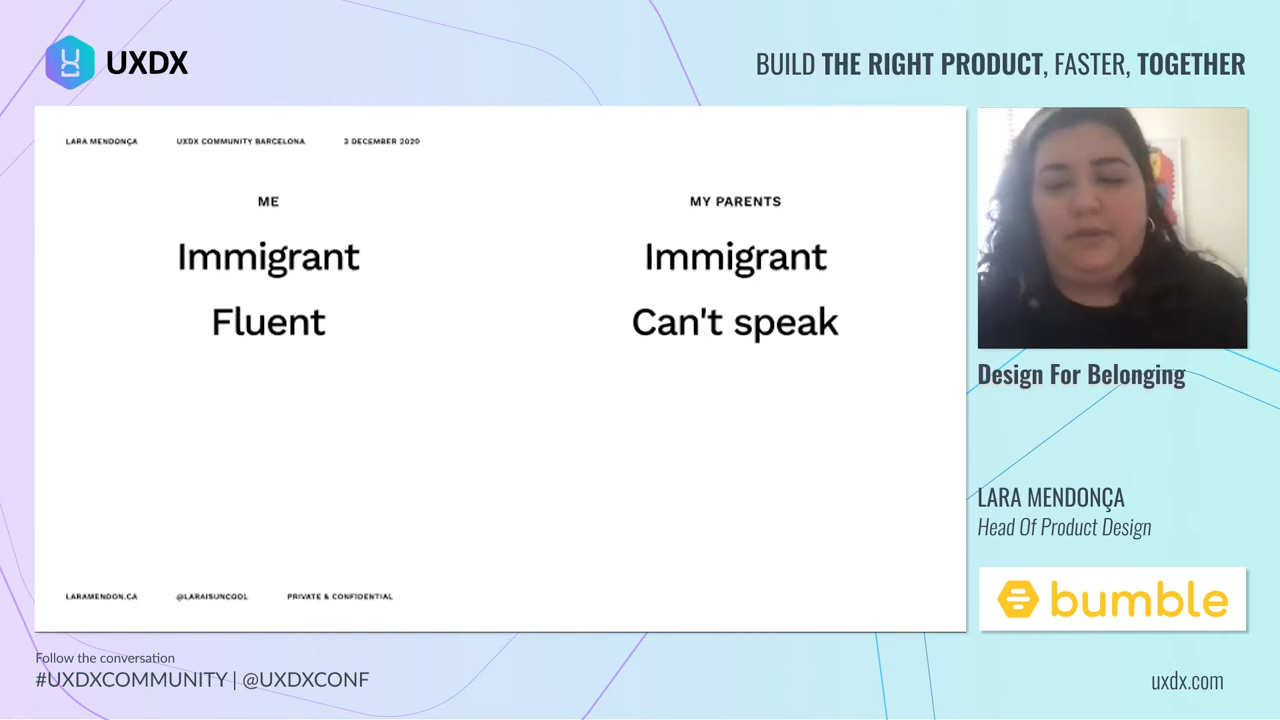 UXDX
BUILD THE RIGHT PRODUCT, FASTER, TOGETHER
LARA MENDONÇA UXDX COMMUNITY BARCELONA 2 DECEMBER 2020
ME
Immigrant
Fluent
MY PARENTS
Immigrant
Can't speak
LARAMENDON.CA @LARAISUNCOOL PRIVATE & CONFIDENTIAL
Design For Belonging
LARA MENDONÇA
Head Of Product Design
bumble
Follow the conversation
#UXDXCOMMUNITY | @UXDXCONF
uxdx.com